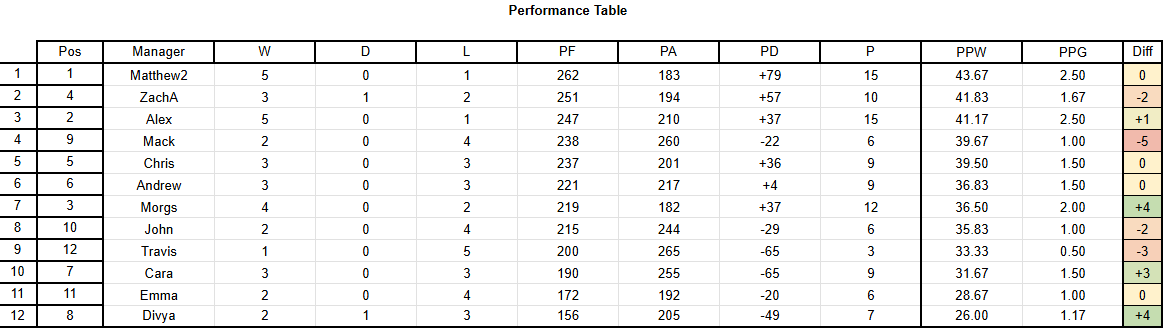 Performance Table
Pos Manager W D L PF PA PD P PPW PPG Diff
1 1 Matthew2 5 0 1 262 183 +79 15 43.67 2.50 0
2 4 ZachA 3 1 2 251 194 +57 10 41.83 1.67 -2
3 2 Alex 5 0 1 247 210 +37 15 41.17 2.50 +1
4 9 Mack 2 0 4 238 260 -22 6 39.67 1.00 -5
5 5 Chris 3 0 3 237 201 +36 9 39.50 1.50 0
6 6 Andrew 3 0 3 221 217 +4 9 36.83 1.50 0
7 3 Morgs 4 0 2 219 182 +37 12 36.50 2.00 +4
8 10 John 2 0 4 215 244 -29 6 35.83 1.00 -2
9 12 Travis 1 0 5 200 265 -65 3 33.33 0.50 -3
10 7 Cara 3 0 3 190 255 -65 9 31.67 1.50 +3
11 11 Emma 2 0 4 172 192 -20 6 28.67 1.00 0
12 8 Divya 2 1 3 156 205 -49 7 26.00 1.17 +4